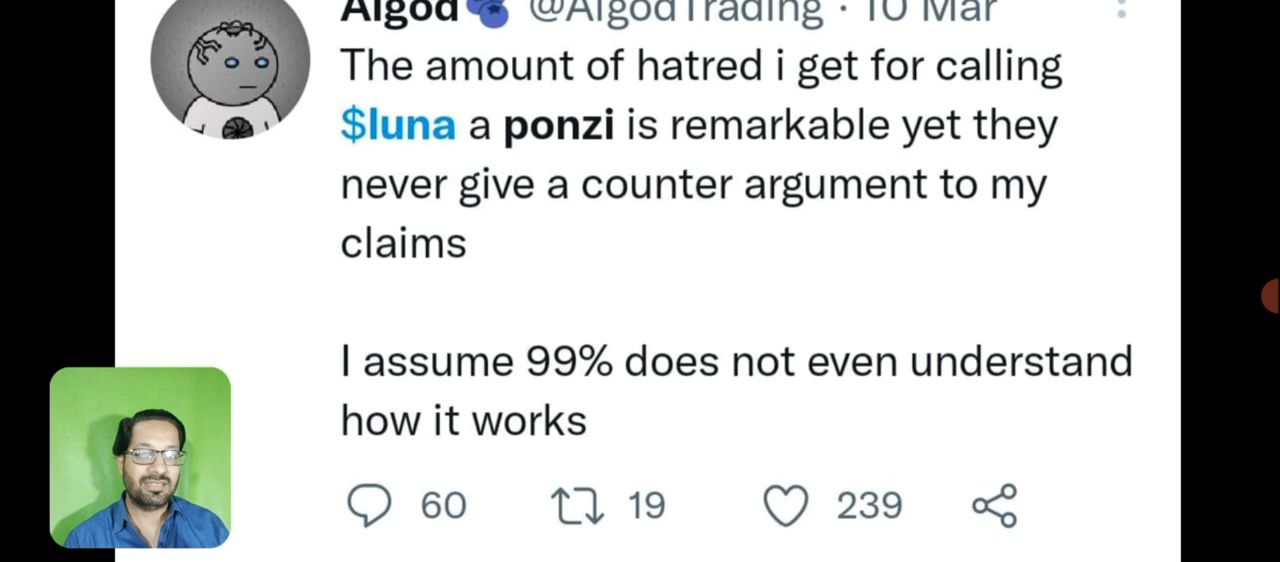 Algod @AlgodTrading · 10 Mar
The amount of hatred i get for calling
$luna a ponzi is remarkable yet they
never give a counter argument to my
claims
I assume 99% does not even understand
how it works
60 19 239